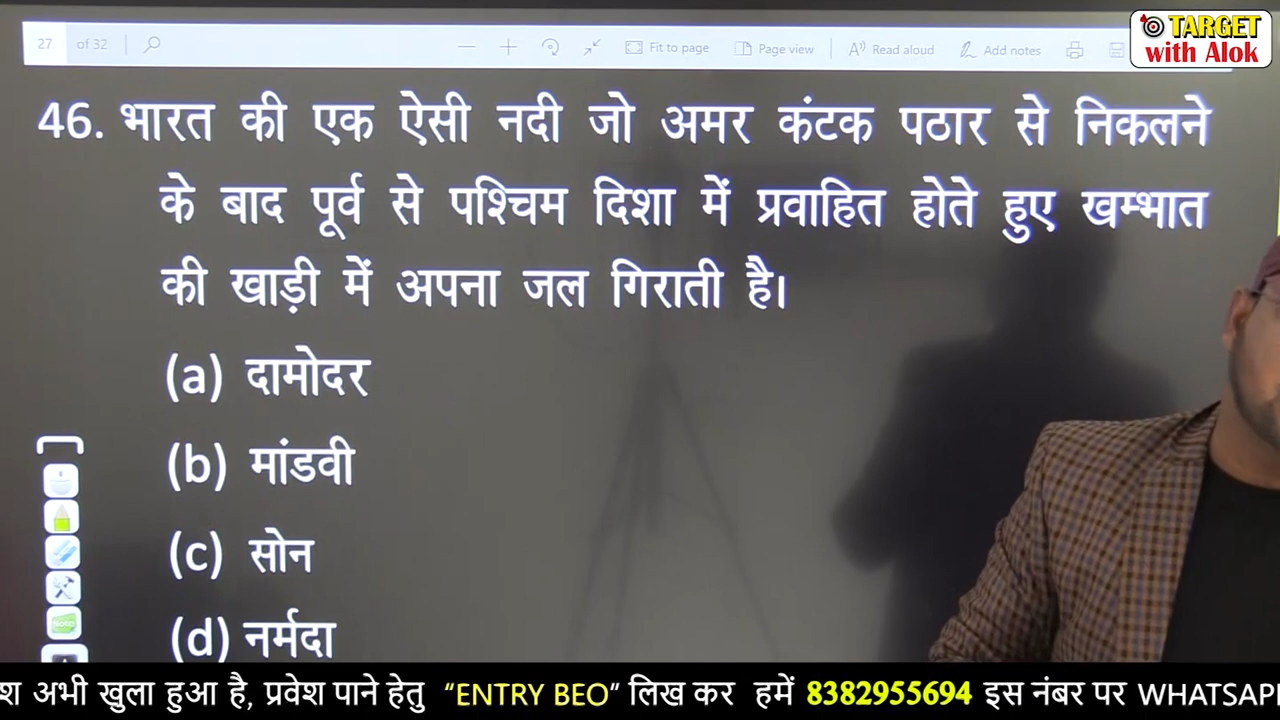 27 of 32 Fit to page Page view Read aloud Add notes
TARGET
with Alok
46. भारत की एक ऐसी नदी जो अमर कंटक पठार से निकलने
के बाद पूर्व से पश्चिम दिशा में प्रवाहित होते हुए खम्भात
की खाड़ी में अपना जल गिराती है।
(a) दामोदर
(b) मांडवी
(c) सोन
(d) नर्मदा
श अभी खुला हुआ है, प्रवेश पाने हेतु “ENTRY BEO” लिख कर हमें 8382955694 इस नंबर पर WHATSAPP